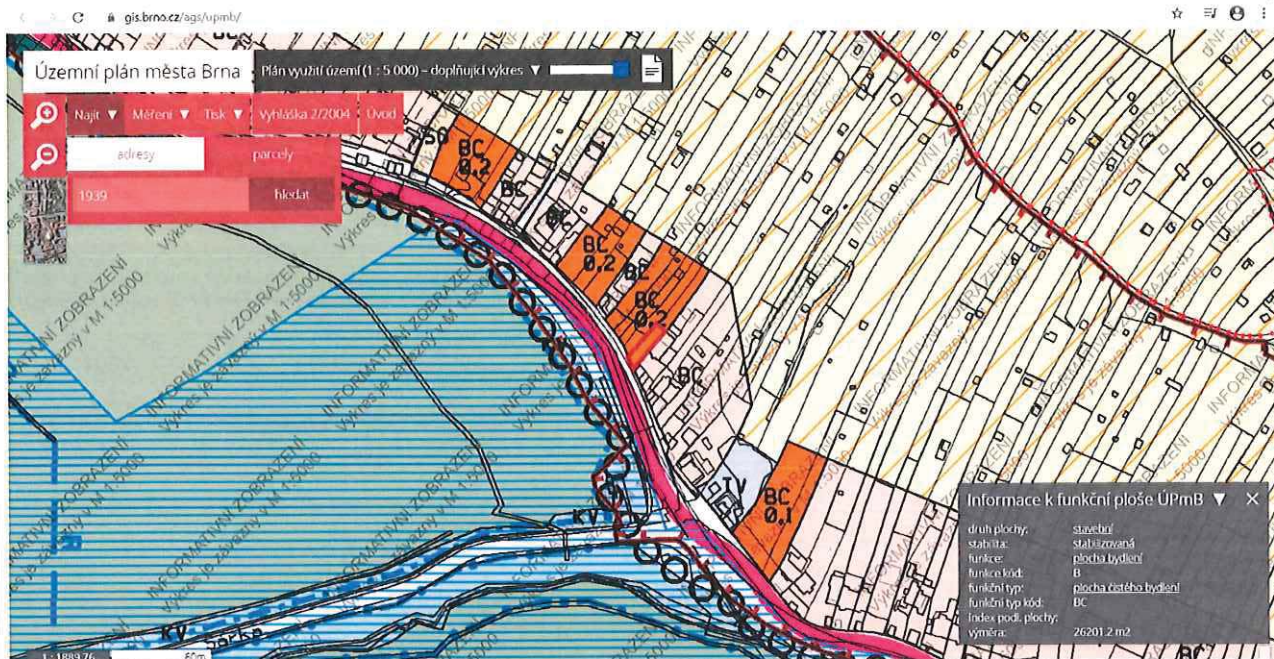 gis.brno.cz/ags/upmb/
Územní plán města Brna
Plán využití území (1 : 5 000) – doplňující výkres ▼
Najít ▼ Měření ▼ Tisk ▼ Vyhláška 2/2004 Úvod
adresy parcely
1939 hledat
BC
0.2
BC
BC
BC
0.2
BC
BC
0.2
BC
TV
BC
0.1
KV
KV
BC
INFORMATIVNÍ ZOBRAZENÍ
Výkres je závazný v M 1:5000
Informace k funkční ploše ÚPmB ▼ ✕
druh plochy: stavební
stabilita: stabilizovaná
funkce: plocha bydlení
funkce kód: B
funkční typ: plocha čistého bydlení
funkční typ kód: BC
index podl. plochy:
výměra: 26201.2 m2
1 : 1889.76 60m